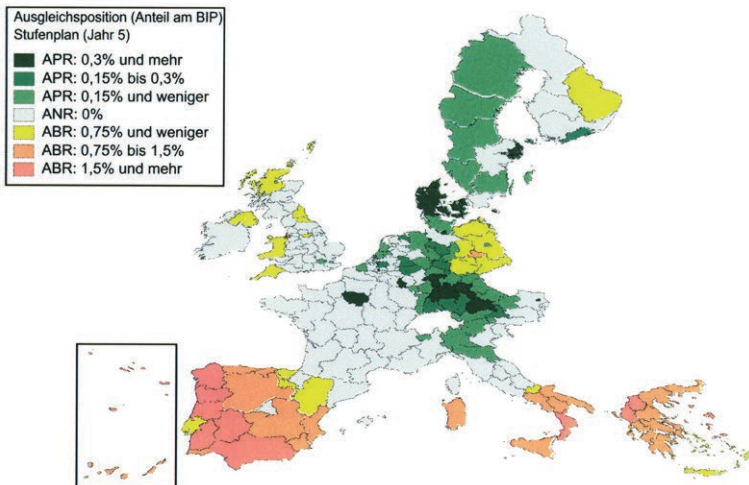 Ausgleichsposition (Anteil am BIP)
Stufenplan (Jahr 5)
APR: 0,3% und mehr
APR: 0,15% bis 0,3%
APR: 0,15% und weniger
ANR: 0%
ABR: 0,75% und weniger
ABR: 0,75% bis 1,5%
ABR: 1,5% und mehr